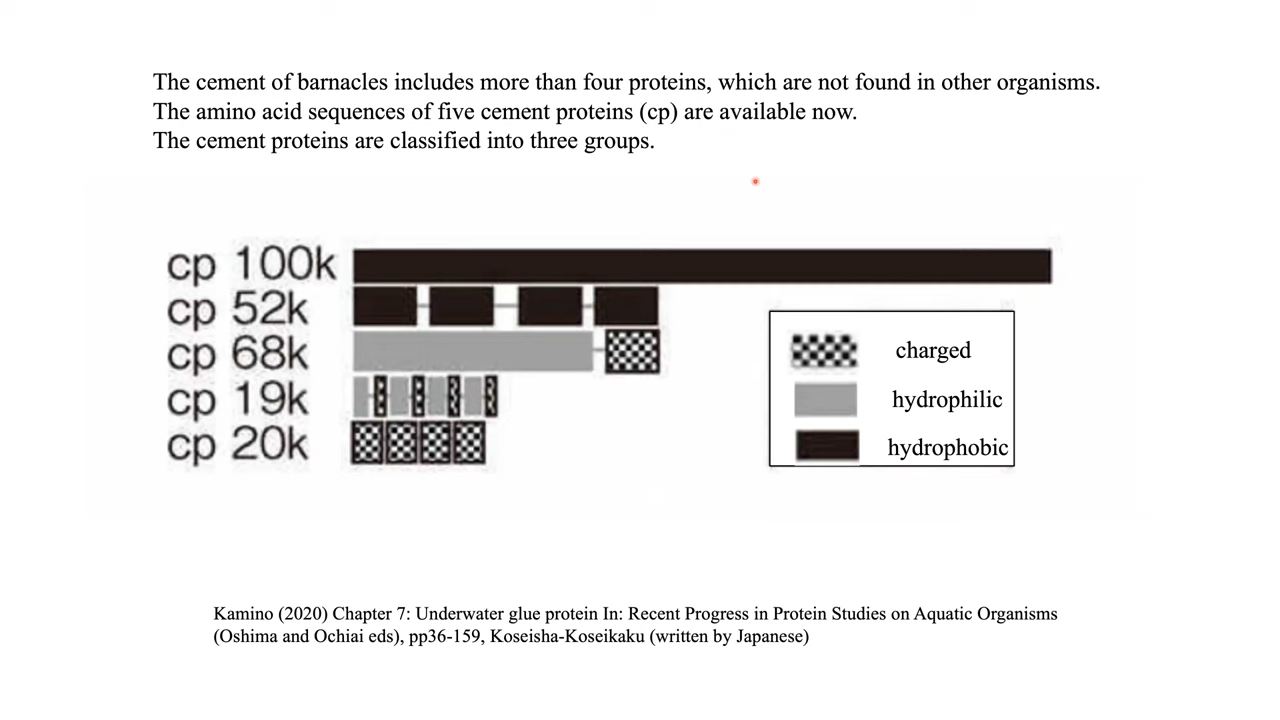 The cement of barnacles includes more than four proteins, which are not found in other organisms.
The amino acid sequences of five cement proteins (cp) are available now.
The cement proteins are classified into three groups.
cp 100k
cp 52k
cp 68k
cp 19k
cp 20k
charged
hydrophilic
hydrophobic
Kamino (2020) Chapter 7: Underwater glue protein In: Recent Progress in Protein Studies on Aquatic Organisms
(Oshima and Ochiai eds), pp36-159, Koseisha-Koseikaku (written by Japanese)